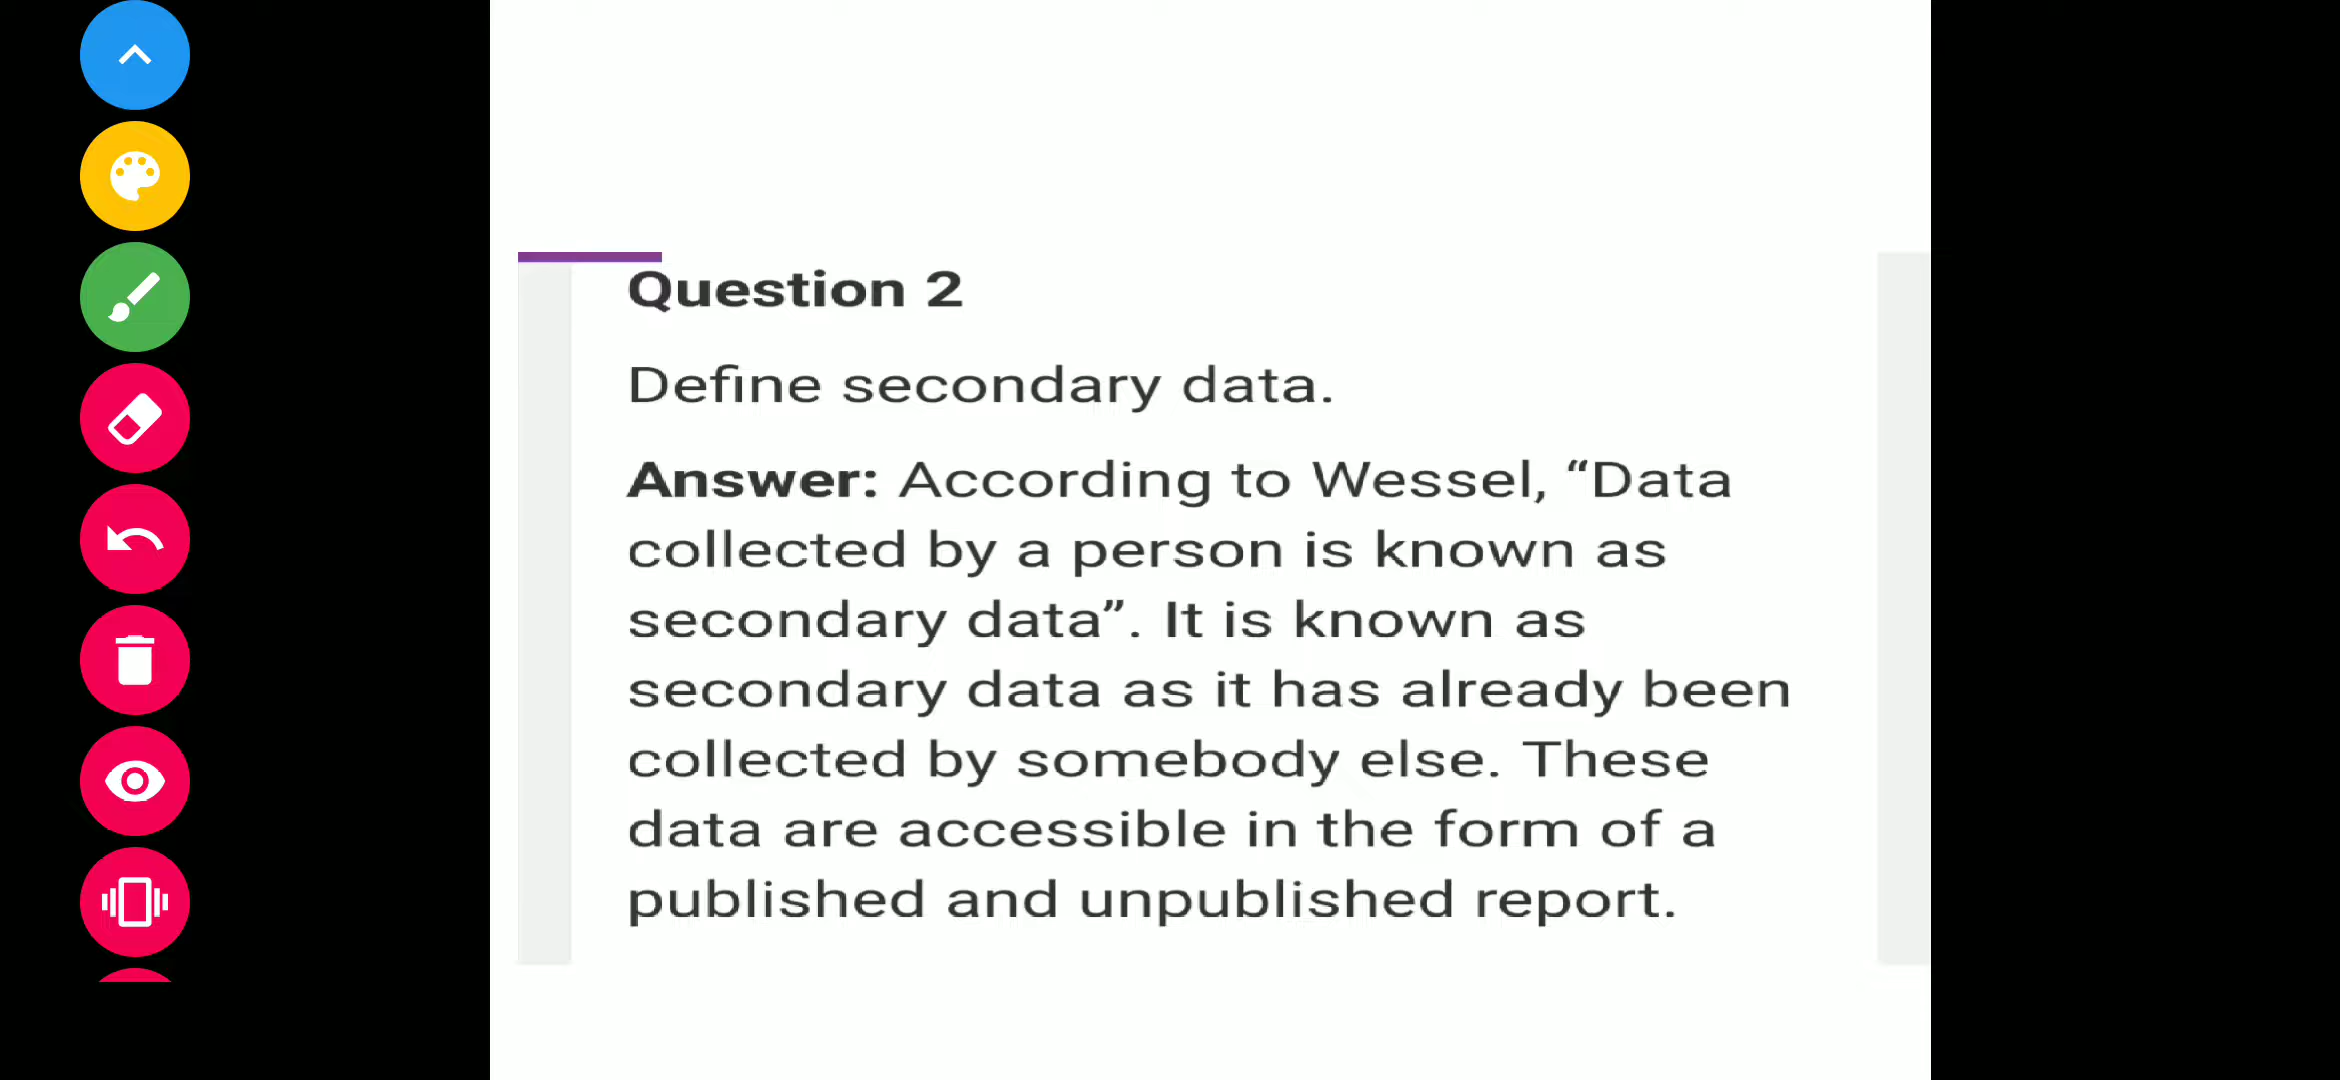 Question 2
Define secondary data.
Answer: According to Wessel, “Data
collected by a person is known as
secondary data”. It is known as
secondary data as it has already been
collected by somebody else. These
data are accessible in the form of a
published and unpublished report.